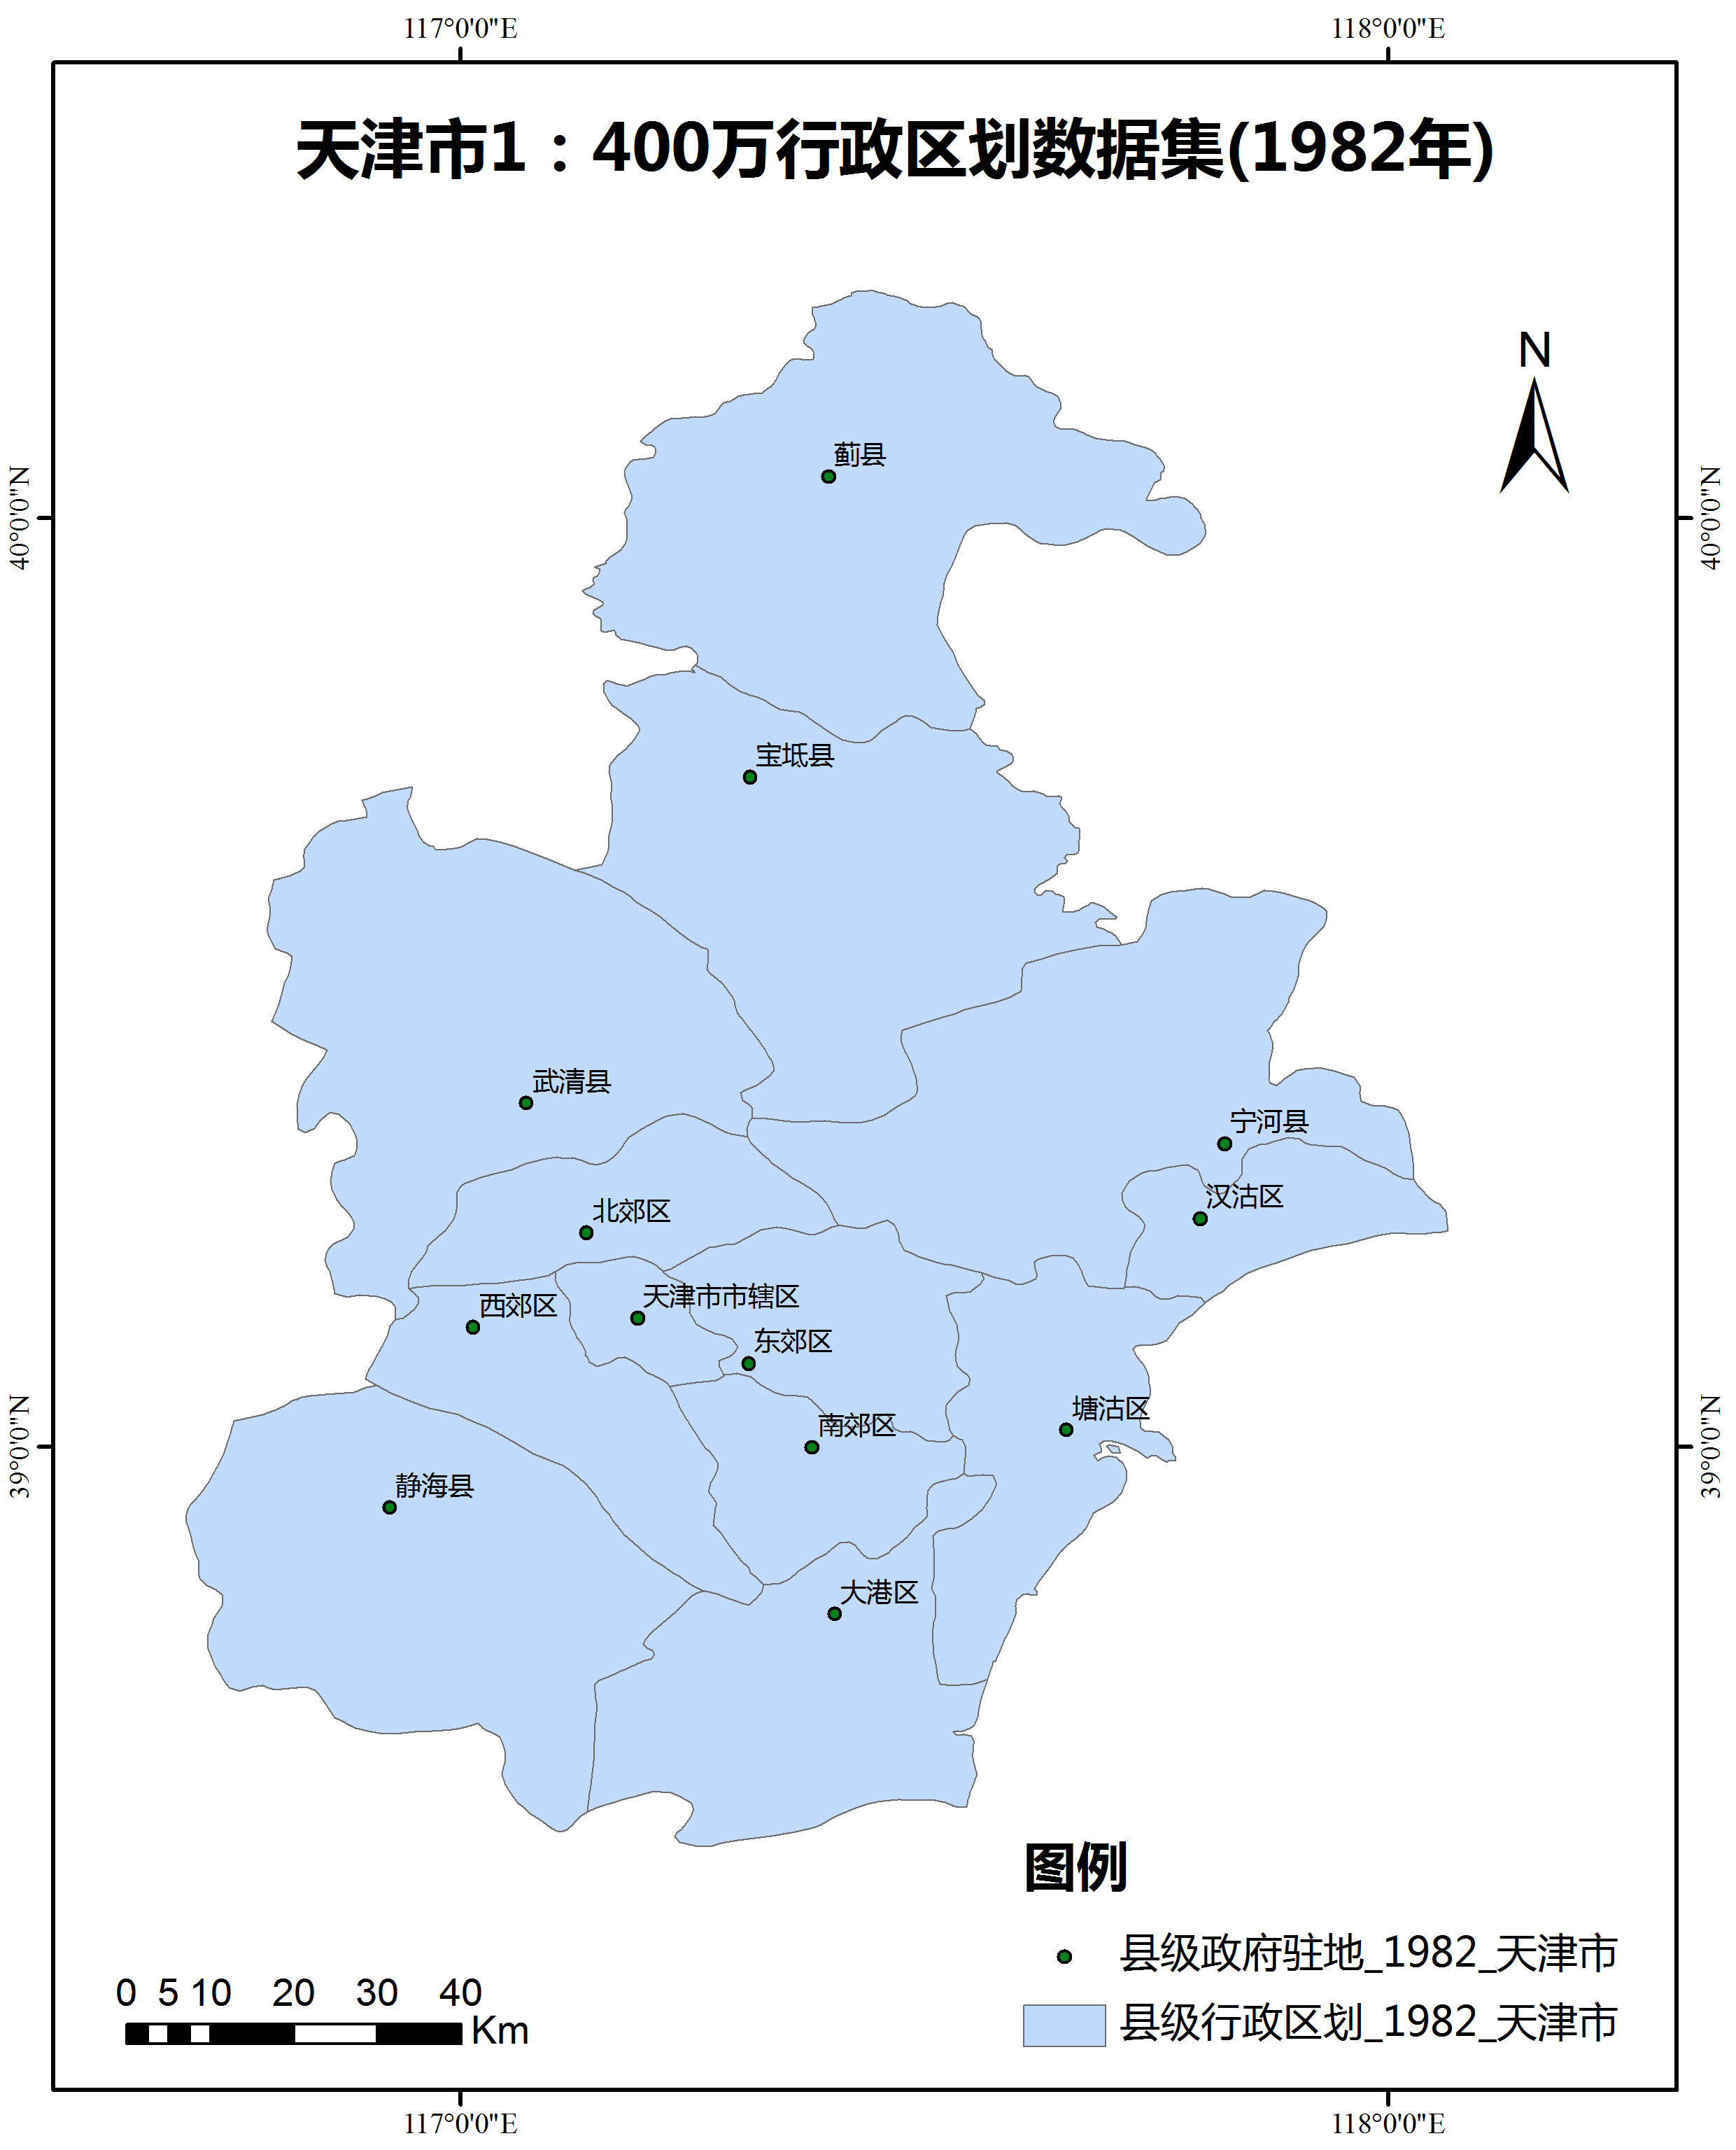 117°0'0"E
118°0'0"E
天津市1：400万行政区划数据集(1982年)
N
蓟县
40°0'0"N
40°0'0"N
宝坻县
武清县
宁河县
汉沽区
北郊区
天津市市辖区
西郊区
东郊区
塘沽区
南郊区
39°0'0"N
39°0'0"N
静海县
大港区
图例
县级政府驻地_1982_天津市
县级行政区划_1982_天津市
0 5 10 20 30 40
Km
117°0'0"E
118°0'0"E